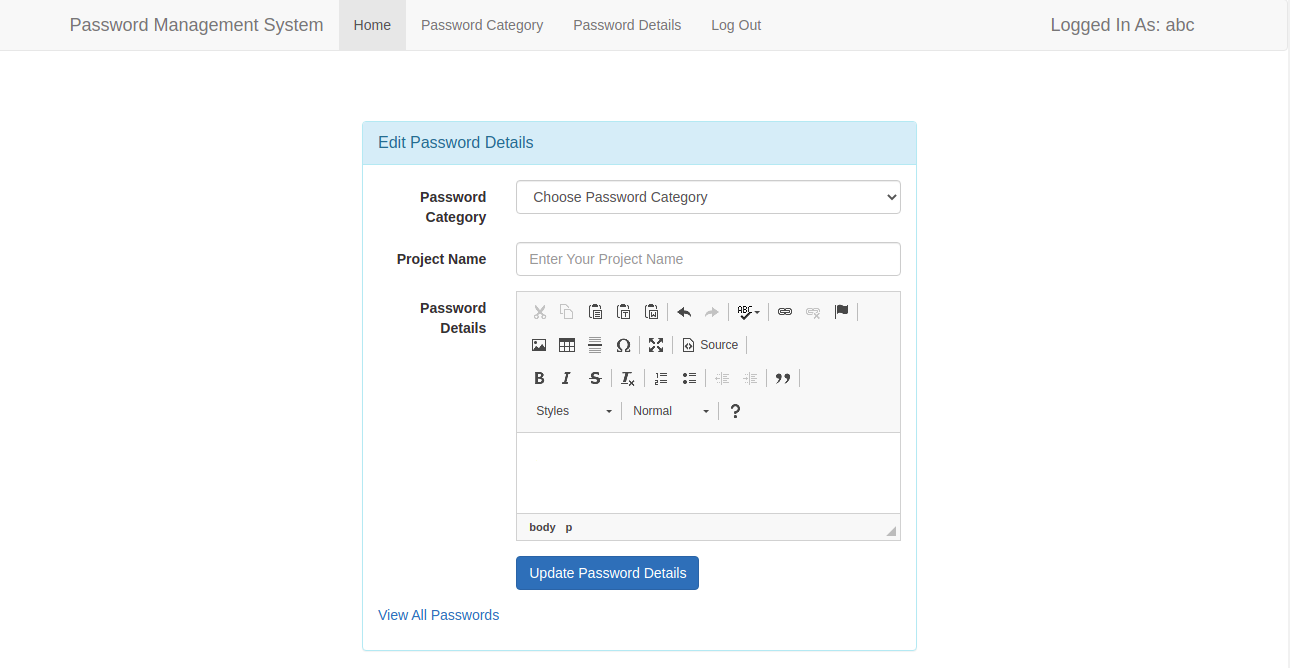 Password Management System Home Password Category Password Details Log Out Logged In As: abc
Edit Password Details
Password
Category
Choose Password Category
Project Name
Enter Your Project Name
Password
Details
ABC
Source
B I S Tx
Styles Normal ?
body p
Update Password Details
View All Passwords